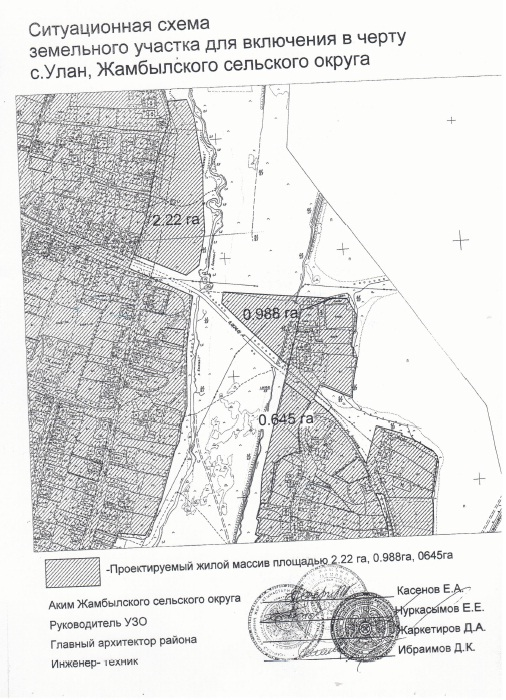 Ситуационная схема
земельного участка для включения в черту
с.Улан, Жамбылского сельского округа
2.22 га
0.988 га
0.645 га
-Проектируемый жилой массив площадью 2.22 га, 0.988га, 0645га
Аким Жамбылского сельского округа Касенов Е.А.
Руководитель УЗО Нуркасымов Е.Е.
Главный архитектор района Жаркетиров Д.А.
Инженер- техник Ибраимов Д.К.